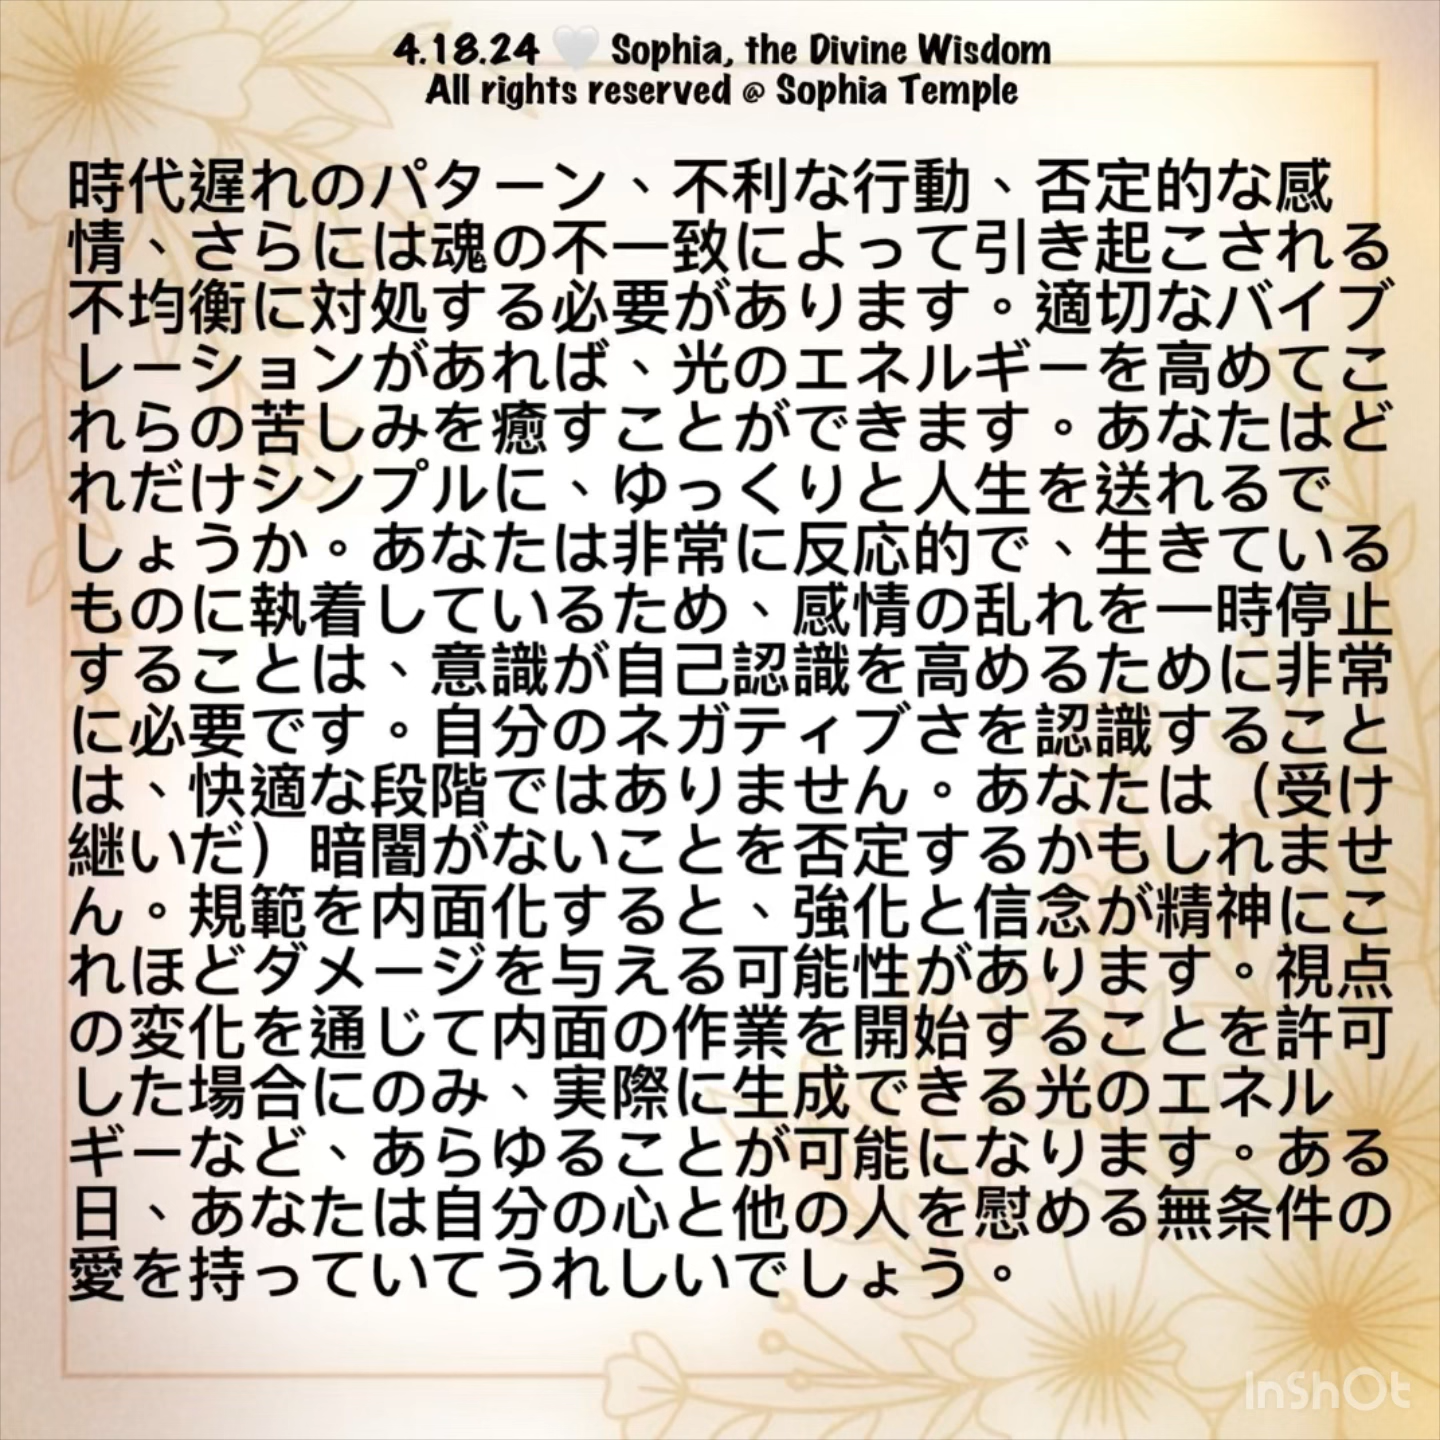 4.18.24 🤍 Sophia, the Divine Wisdom
All rights reserved @ Sophia Temple
時代遅れのパターン、不利な行動、否定的な感
情、さらには魂の不一致によって引き起こされる
不均衡に対処する必要があります。適切なバイブ
レーションがあれば、光のエネルギーを高めてこ
れらの苦しみを癒すことができます。あなたはど
れだけシンプルに、ゆっくりと人生を送れるで
しょうか。あなたは非常に反応的で、生きている
ものに執着しているため、感情の乱れを一時停止
することは、意識が自己認識を高めるために非常
に必要です。自分のネガティブさを認識すること
は、快適な段階ではありません。あなたは（受け
継いだ）暗闇がないことを否定するかもしれませ
ん。規範を内面化すると、強化と信念が精神にこ
れほどダメージを与える可能性があります。視点
の変化を通じて内面の作業を開始することを許可
した場合にのみ、実際に生成できる光のエネル
ギーなど、あらゆることが可能になります。ある
日、あなたは自分の心と他の人を慰める無条件の
愛を持っていてうれしいでしょう。
InShOt